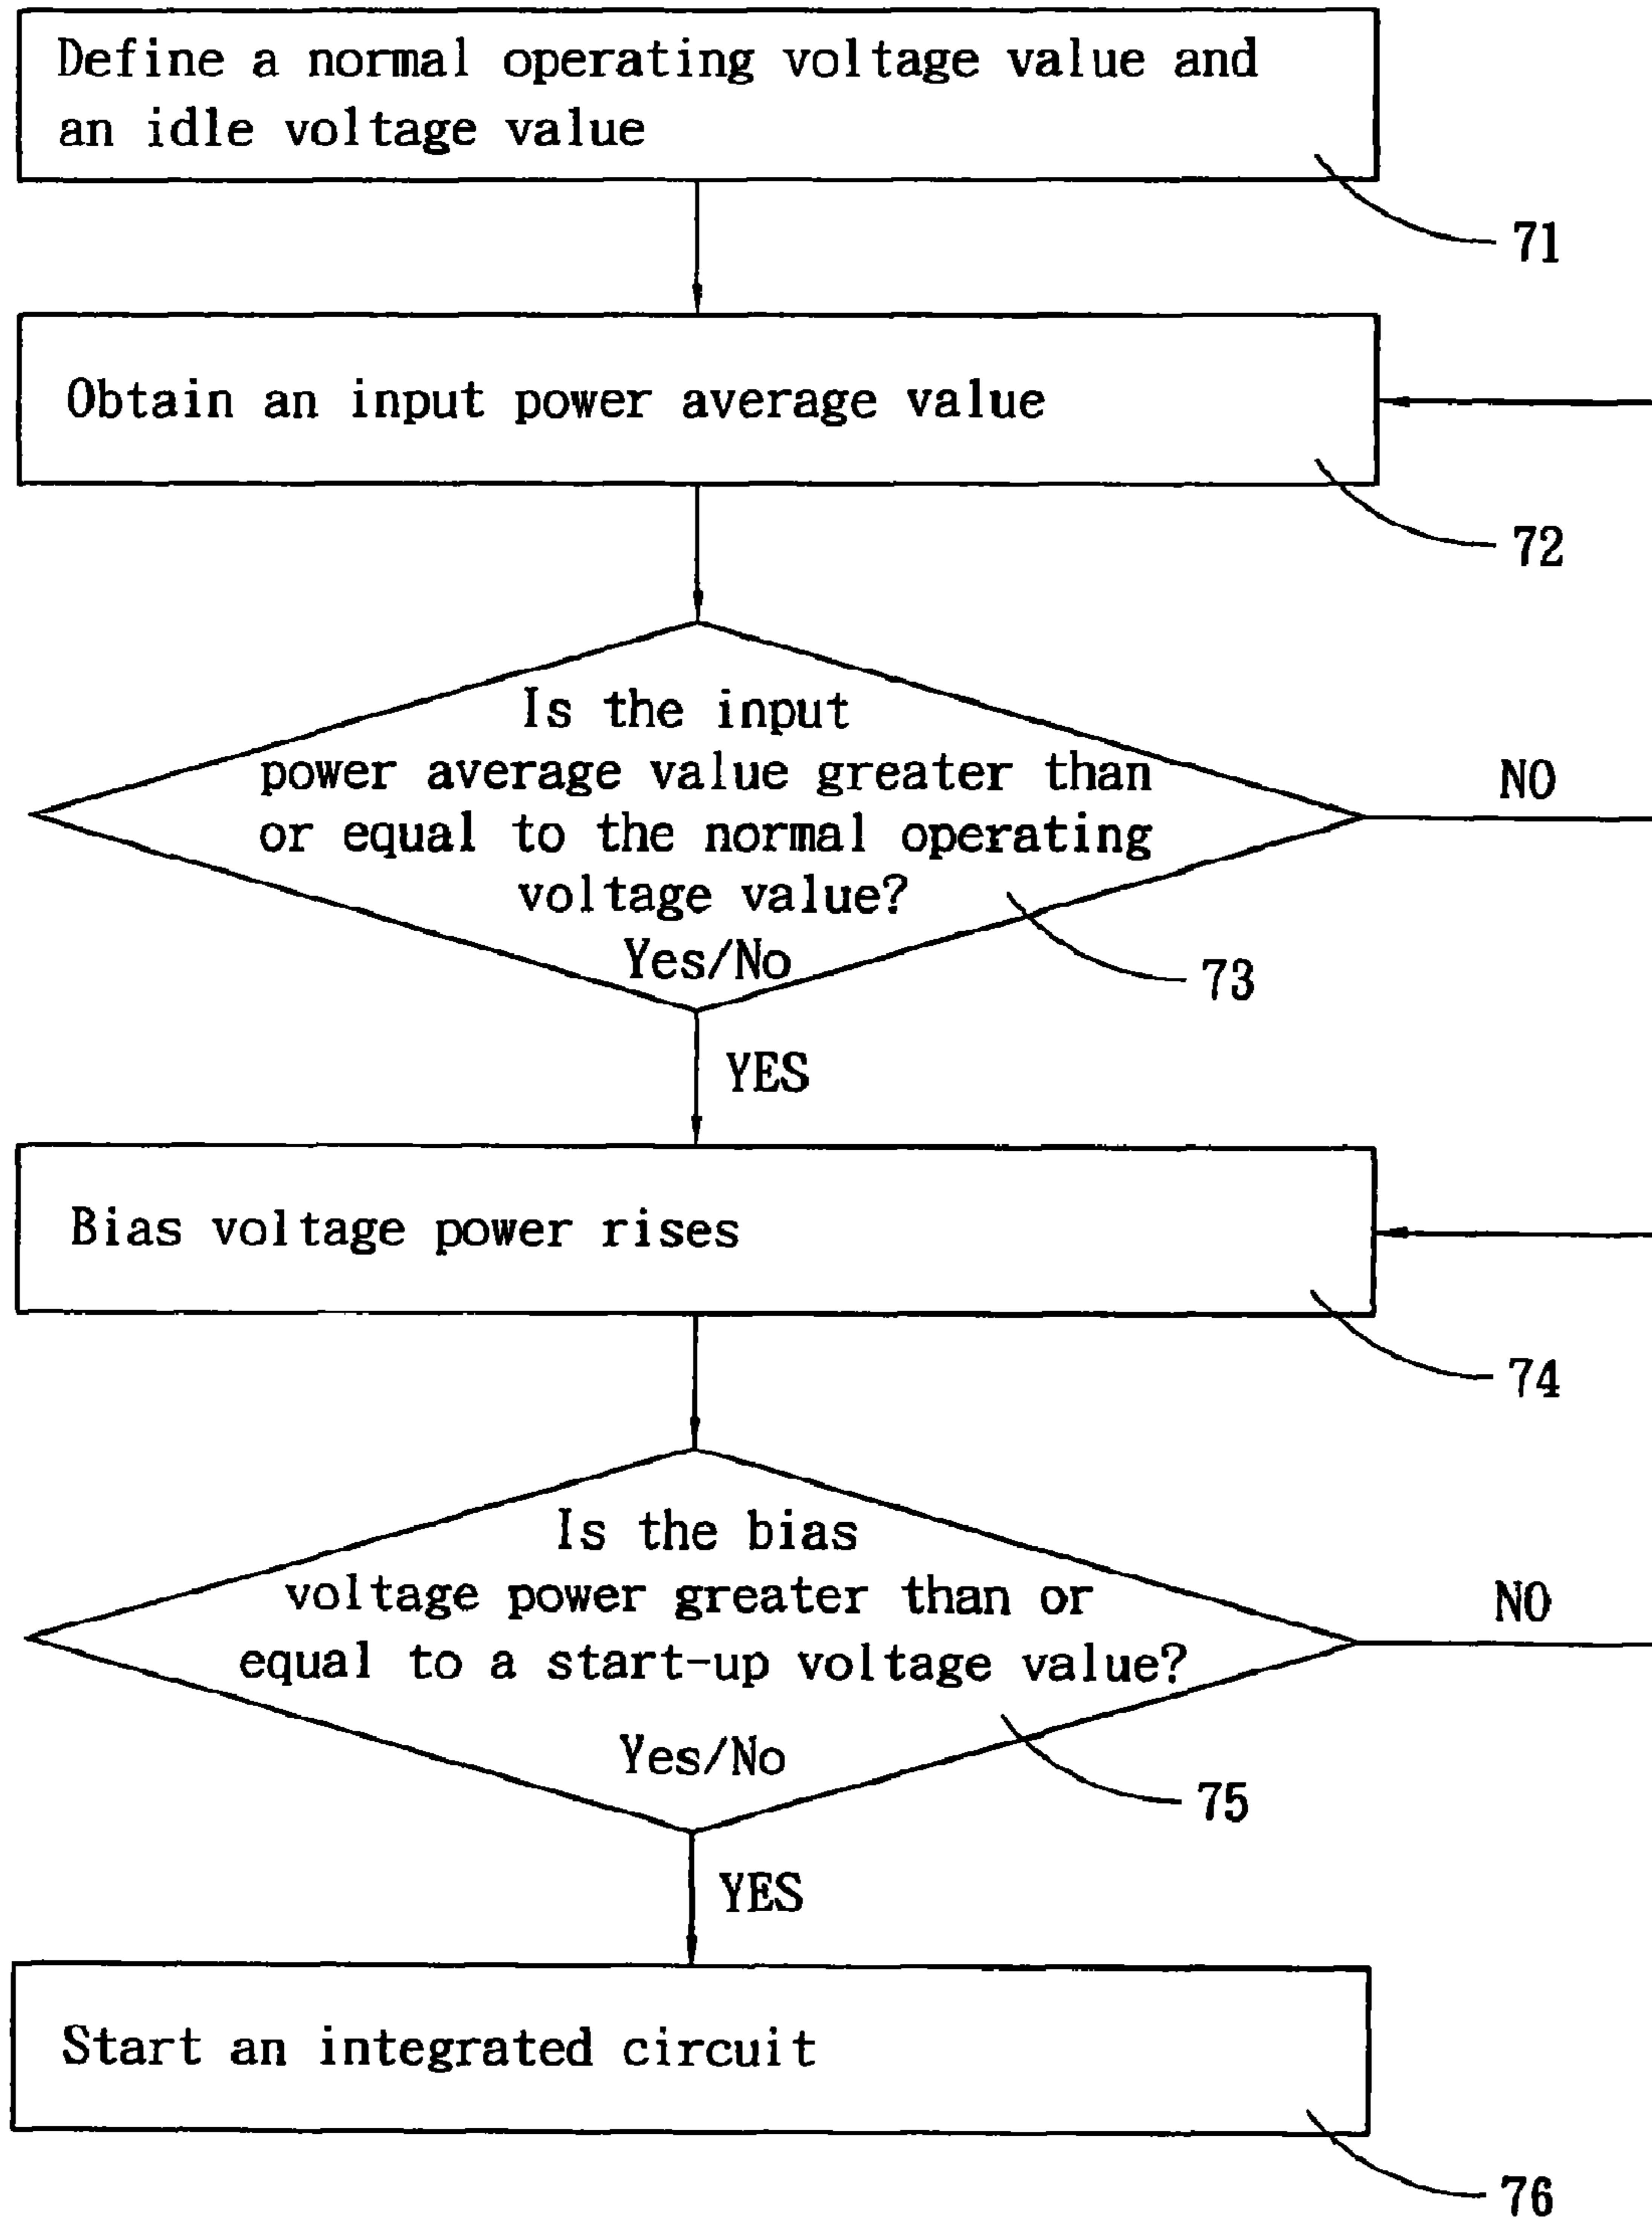 Define a normal operating voltage value and
an idle voltage value
71
Obtain an input power average value
72
Is the input
power average value greater than
or equal to the normal operating
voltage value?
Yes/No
NO
73
YES
Bias voltage power rises
74
Is the bias
voltage power greater than or
equal to a start-up voltage value?
Yes/No
NO
75
YES
Start an integrated circuit
76